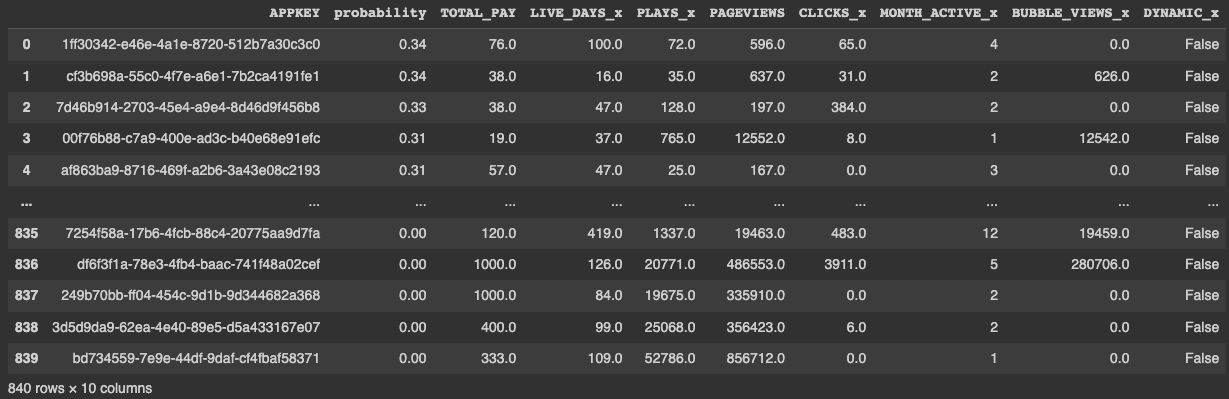 APPKEY probability TOTAL_PAY LIVE_DAYS_x PLAYS_x PAGEVIEWS CLICKS_x MONTH_ACTIVE_x BUBBLE_VIEWS_x DYNAMIC_x
0 1ff30342-e46e-4a1e-8720-512b7a30c3c0 0.34 76.0 100.0 72.0 596.0 65.0 4 0.0 False
1 cf3b698a-55c0-4f7e-a6e1-7b2ca4191fe1 0.34 38.0 16.0 35.0 637.0 31.0 2 626.0 False
2 7d46b914-2703-45e4-a9e4-8d46d9f456b8 0.33 38.0 47.0 128.0 197.0 384.0 2 0.0 False
3 00f76b88-c7a9-400e-ad3c-b40e68e91efc 0.31 19.0 37.0 765.0 12552.0 8.0 1 12542.0 False
4 af863ba9-8716-469f-a2b6-3a43e08c2193 0.31 57.0 47.0 25.0 167.0 0.0 3 0.0 False
... ... ... ... ... ... ... ... ... ... ...
835 7254f58a-17b6-4fcb-88c4-20775aa9d7fa 0.00 120.0 419.0 1337.0 19463.0 483.0 12 19459.0 False
836 df6f3f1a-78e3-4fb4-baac-741f48a02cef 0.00 1000.0 126.0 20771.0 486553.0 3911.0 5 280706.0 False
837 249b70bb-ff04-454c-9d1b-9d344682a368 0.00 1000.0 84.0 19675.0 335910.0 0.0 2 0.0 False
838 3d5d9da9-62ea-4e40-89e5-d5a433167e07 0.00 400.0 99.0 25068.0 356423.0 6.0 2 0.0 False
839 bd734559-7e9e-44df-9daf-cf4fbaf58371 0.00 333.0 109.0 52786.0 856712.0 0.0 1 0.0 False
840 rows × 10 columns